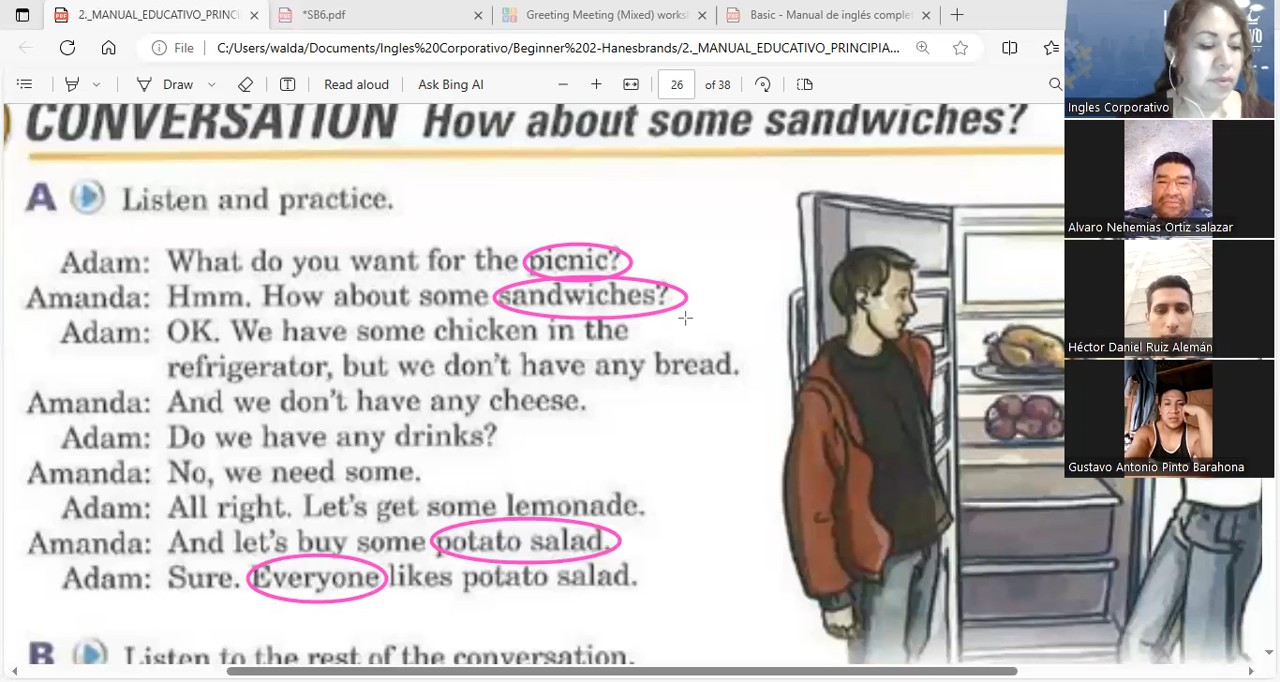 2._MANUAL_EDUCATIVO_PRINCI
*SB6.pdf
Greeting Meeting (Mixed) works
Basic - Manual de inglés comple
File
C:/Users/walda/Documents/Ingles%20Corporativo/Beginner%202-Hanesbrands/2._MANUAL_EDUCATIVO_PRINCIPIA...
Draw
Read aloud
Ask Bing AI
26 of 38
CONVERSATION How about some sandwiches?
A Listen and practice.
Adam: What do you want for the picnic?
Amanda: Hmm. How about some sandwiches?
Adam: OK. We have some chicken in the
refrigerator, but we don't have any bread.
Amanda: And we don't have any cheese.
Adam: Do we have any drinks?
Amanda: No, we need some.
Adam: All right. Let's get some lemonade.
Amanda: And let's buy some potato salad.
Adam: Sure. Everyone likes potato salad.
B Listen to the rest of the conversation.
Ingles Corporativo
Alvaro Nehemias Ortiz salazar
Héctor Daniel Ruiz Alemán
Gustavo Antonio Pinto Barahona